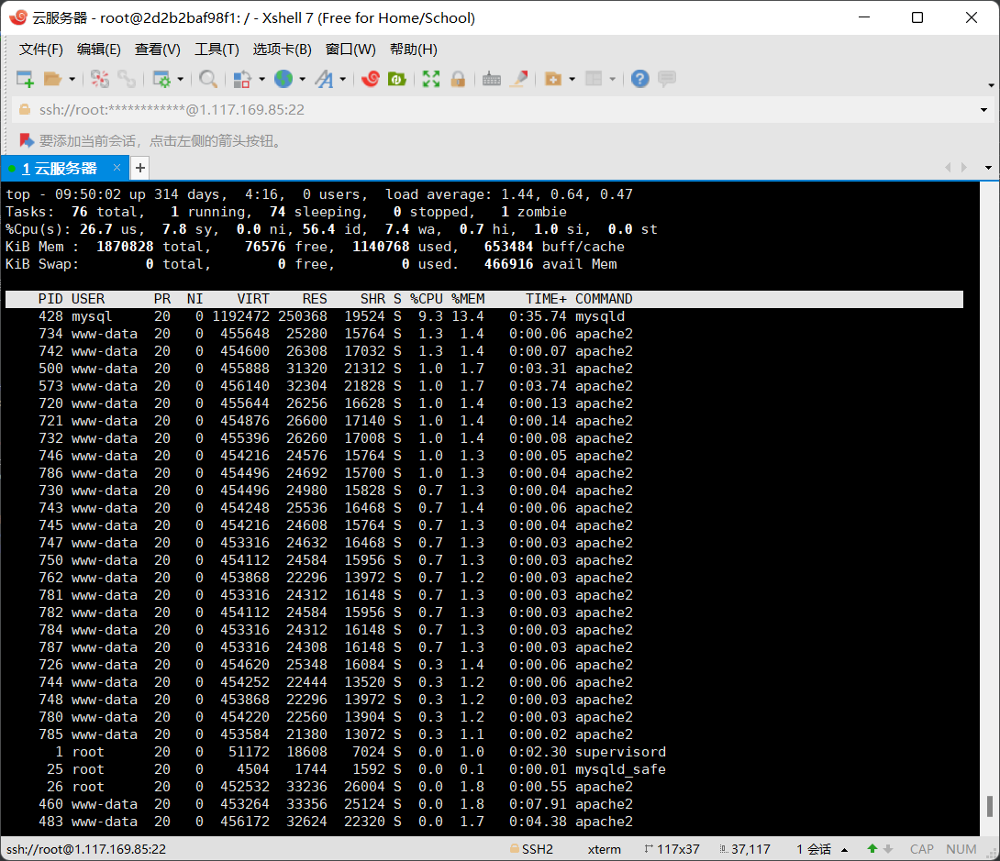 云服务器 - root@2d2b2baf98f1: / - Xshell 7 (Free for Home/School)
文件(F) 编辑(E) 查看(V) 工具(T) 选项卡(B) 窗口(W) 帮助(H)
ssh://root:************@1.117.169.85:22
要添加当前会话，点击左侧的箭头按钮。
1 云服务器 × +
top - 09:50:02 up 314 days,  4:16,  0 users,  load average: 1.44, 0.64, 0.47
Tasks:  76 total,   1 running,  74 sleeping,   0 stopped,   1 zombie
%Cpu(s): 26.7 us,  7.8 sy,  0.0 ni, 56.4 id,  7.4 wa,  0.7 hi,  1.0 si,  0.0 st
KiB Mem :  1870828 total,    76576 free,  1140768 used,   653484 buff/cache
KiB Swap:        0 total,        0 free,        0 used.   466916 avail Mem
PID USER      PR  NI    VIRT    RES    SHR S %CPU %MEM     TIME+ COMMAND
428 mysql     20   0 1192472 250368  19524 S  9.3 13.4   0:35.74 mysqld
734 www-data  20   0  455648  25280  15764 S  1.3  1.4   0:00.06 apache2
742 www-data  20   0  454600  26308  17032 S  1.3  1.4   0:00.07 apache2
500 www-data  20   0  455888  31320  21312 S  1.0  1.7   0:03.31 apache2
573 www-data  20   0  456140  32304  21828 S  1.0  1.7   0:03.74 apache2
720 www-data  20   0  455644  26256  16628 S  1.0  1.4   0:00.13 apache2
721 www-data  20   0  454876  26600  17140 S  1.0  1.4   0:00.14 apache2
732 www-data  20   0  455396  26260  17008 S  1.0  1.4   0:00.08 apache2
746 www-data  20   0  454216  24576  15764 S  1.0  1.3   0:00.05 apache2
786 www-data  20   0  454496  24692  15700 S  1.0  1.3   0:00.04 apache2
730 www-data  20   0  454496  24980  15828 S  0.7  1.3   0:00.04 apache2
743 www-data  20   0  454248  25536  16468 S  0.7  1.4   0:00.06 apache2
745 www-data  20   0  454216  24608  15764 S  0.7  1.3   0:00.04 apache2
747 www-data  20   0  453316  24632  16468 S  0.7  1.3   0:00.03 apache2
750 www-data  20   0  454112  24584  15956 S  0.7  1.3   0:00.03 apache2
762 www-data  20   0  453868  22296  13972 S  0.7  1.2   0:00.03 apache2
781 www-data  20   0  453316  24312  16148 S  0.7  1.3   0:00.03 apache2
782 www-data  20   0  454112  24584  15956 S  0.7  1.3   0:00.03 apache2
784 www-data  20   0  453316  24312  16148 S  0.7  1.3   0:00.03 apache2
787 www-data  20   0  453316  24308  16148 S  0.7  1.3   0:00.03 apache2
726 www-data  20   0  454620  25348  16084 S  0.3  1.4   0:00.06 apache2
744 www-data  20   0  454252  22444  13520 S  0.3  1.2   0:00.06 apache2
748 www-data  20   0  453868  22296  13972 S  0.3  1.2   0:00.03 apache2
780 www-data  20   0  454220  22560  13904 S  0.3  1.2   0:00.03 apache2
785 www-data  20   0  453584  21380  13072 S  0.3  1.1   0:00.02 apache2
1 root      20   0   51172  18608   7024 S  0.0  1.0   0:02.30 supervisord
25 root      20   0    4504   1744   1592 S  0.0  0.1   0:00.01 mysqld_safe
26 root      20   0  452532  33236  26004 S  0.0  1.8   0:00.55 apache2
460 www-data  20   0  453264  33356  25124 S  0.0  1.8   0:07.91 apache2
483 www-data  20   0  456172  32624  22320 S  0.0  1.7   0:04.38 apache2
ssh://root@1.117.169.85:22 SSH2 xterm 117x37 37,117 1 会话 CAP NUM